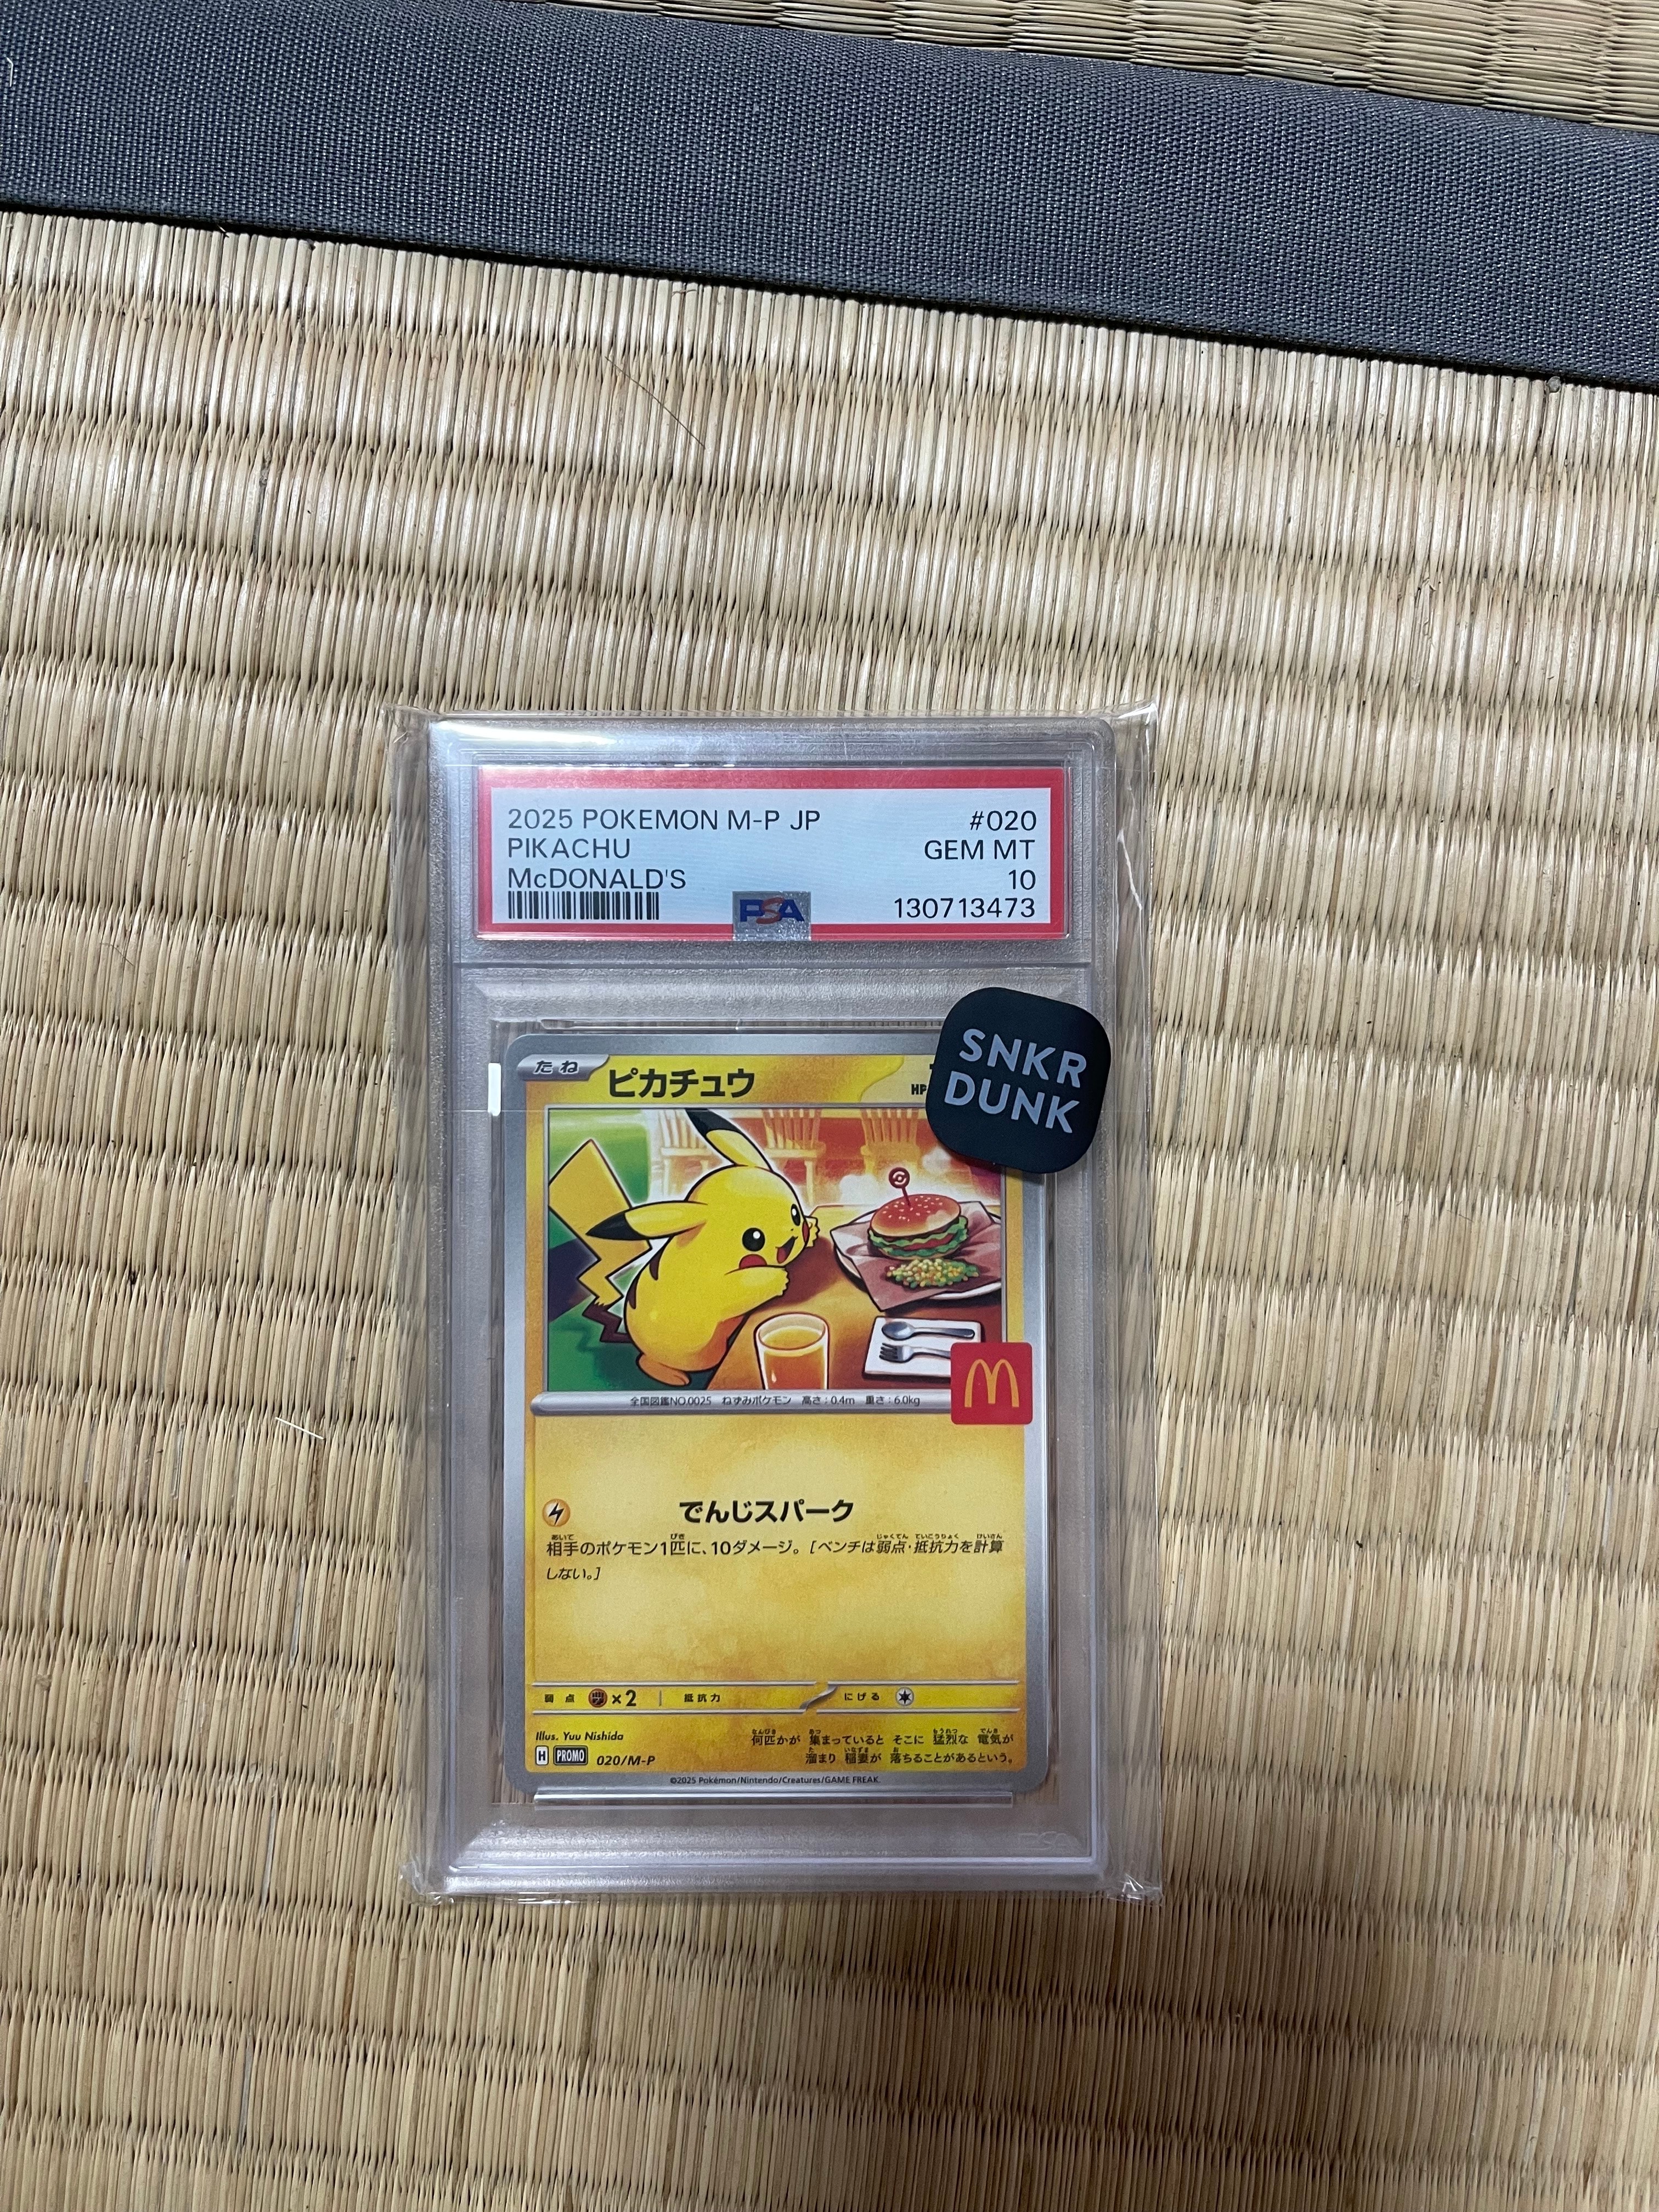 2025 POKEMON M-P JP #020
PIKACHU GEM MT
McDONALD'S 10
PSA 130713473
SNKR
DUNK
たね ピカチュウ HP
全国図鑑NO.0025 ねずみポケモン 高さ:0.4m 重さ:6.0kg
でんじスパーク
相手のポケモン1匹に、10ダメージ。[ベンチは弱点・抵抗力を計算
しない。]
弱点 ×2 抵抗力 にげる
Illus. Yuu Nishida
何匹かが 集まっていると そこに 猛烈な 電気が
溜まり 稲妻が 落ちることがあるという。
H PROMO 020/M-P
©2025 Pokémon/Nintendo/Creatures/GAME FREAK.